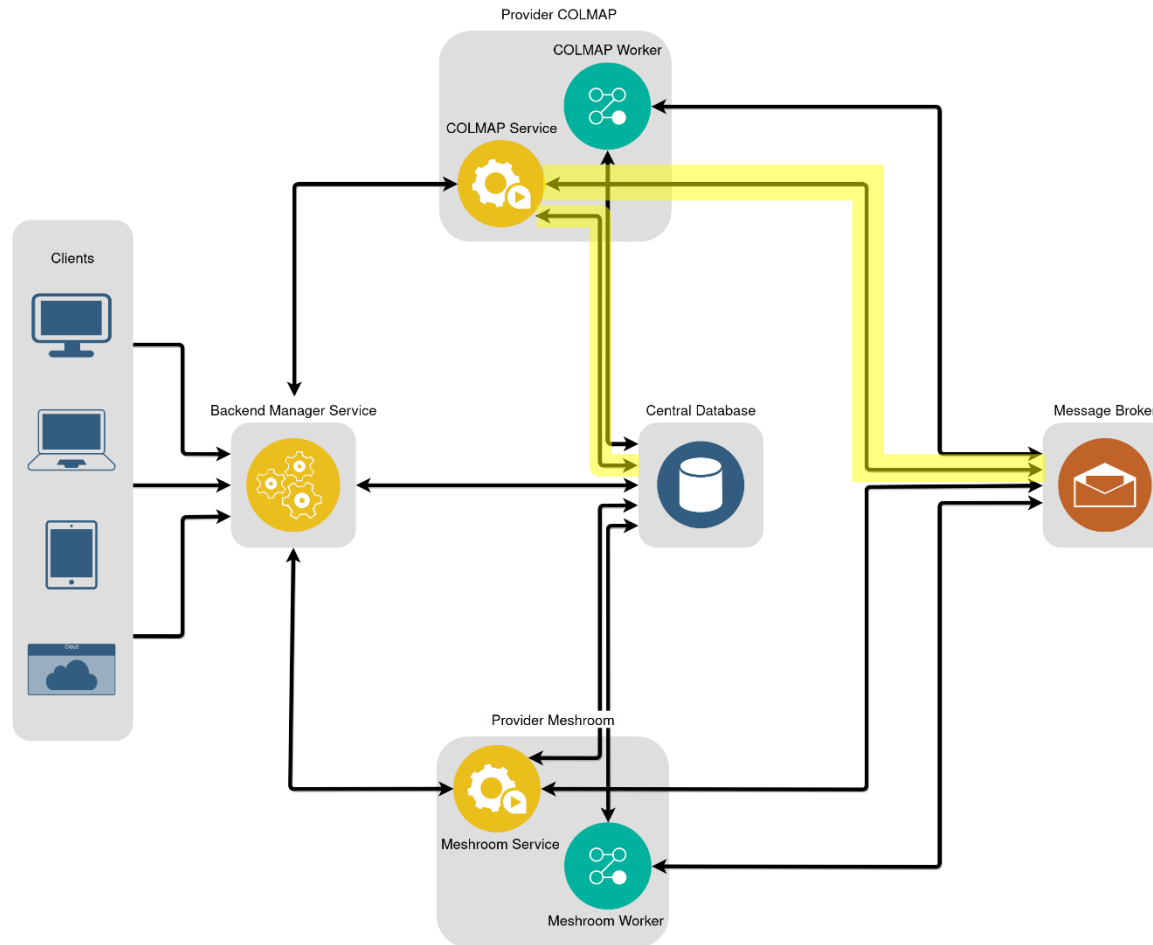 Provider COLMAP
COLMAP Worker
COLMAP Service
Clients
Backend Manager Service
Central Database
Message Broker
Cloud
Provider Meshroom
Meshroom Service
Meshroom Worker